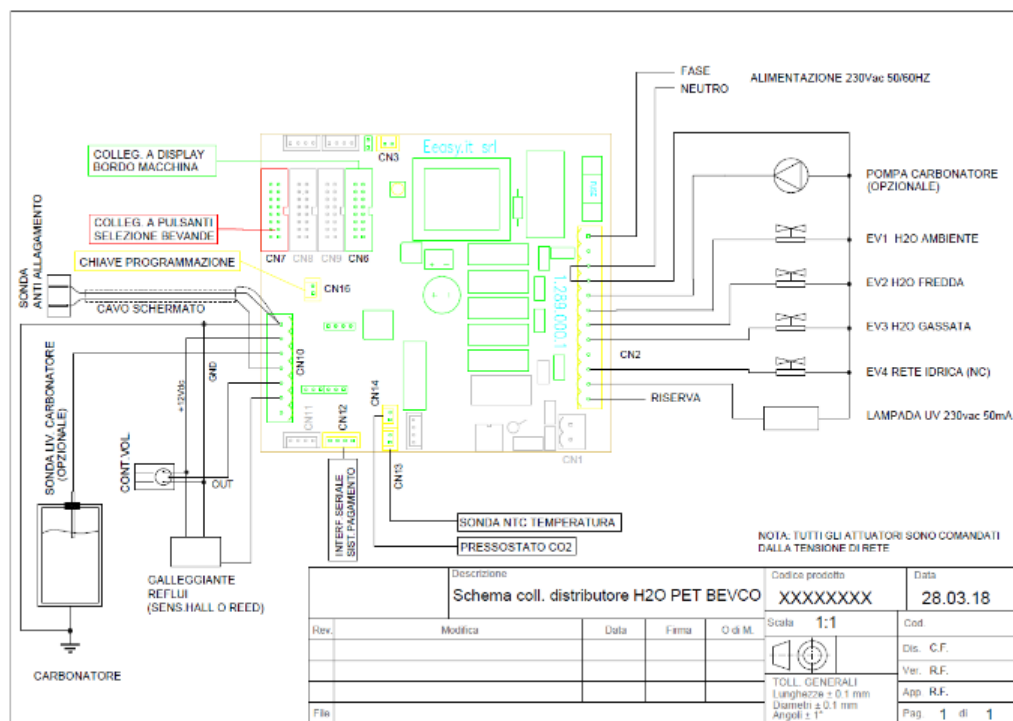 FASE
NEUTRO
ALIMENTAZIONE 230Vac 50/60HZ
Eeosy.it srl
CN3
COLLEG. A DISPLAY
BORDO MACCHINA
COLLEG. A PULSANTI
SELEZIONE BEVANDE
CN7
CN8
CN9
CN6
CHIAVE PROGRAMMAZIONE
CN16
SONDA
ANTI ALLAGAMENTO
CAVO SCHERMATO
POMPA CARBONATORE
(OPZIONALE)
EV1 H2O AMBIENTE
EV2 H2O FREDDA
EV3 H2O GASSATA
EV4 RETE IDRICA (NC)
LAMPADA UV 230vac 50mA
1.289.000.1
CN2
RISERVA
CN10
CN14
CN11
CN12
CN13
CN1
+12Vdc
GND
SONDA LIV. CARBONATORE
(OPZIONALE)
CONT.VOL.
OUT
INTERF.SERIALE
SIST.PAGAMENTO
SONDA NTC TEMPERATURA
PRESSOSTATO CO2
GALLEGGIANTE
REFLUI
(SENS.HALL O REED)
CARBONATORE
NOTA: TUTTI GLI ATTUATORI SONO COMANDATI
DALLA TENSIONE DI RETE
Descrizione
Schema coll. distributore H2O PET BEVCO
Codice prodotto
XXXXXXXX
Data
28.03.18
Rev.
Modifica
Data
Firma
O di M.
Scala 1:1
Cod.
Dis. C.F.
Ver. R.F.
App R.F.
TOLL. GENERALI
Lunghezze ± 0.1 mm
Diametri ± 0.1 mm
Angoli ± 1°
File
Pag. 1 di 1